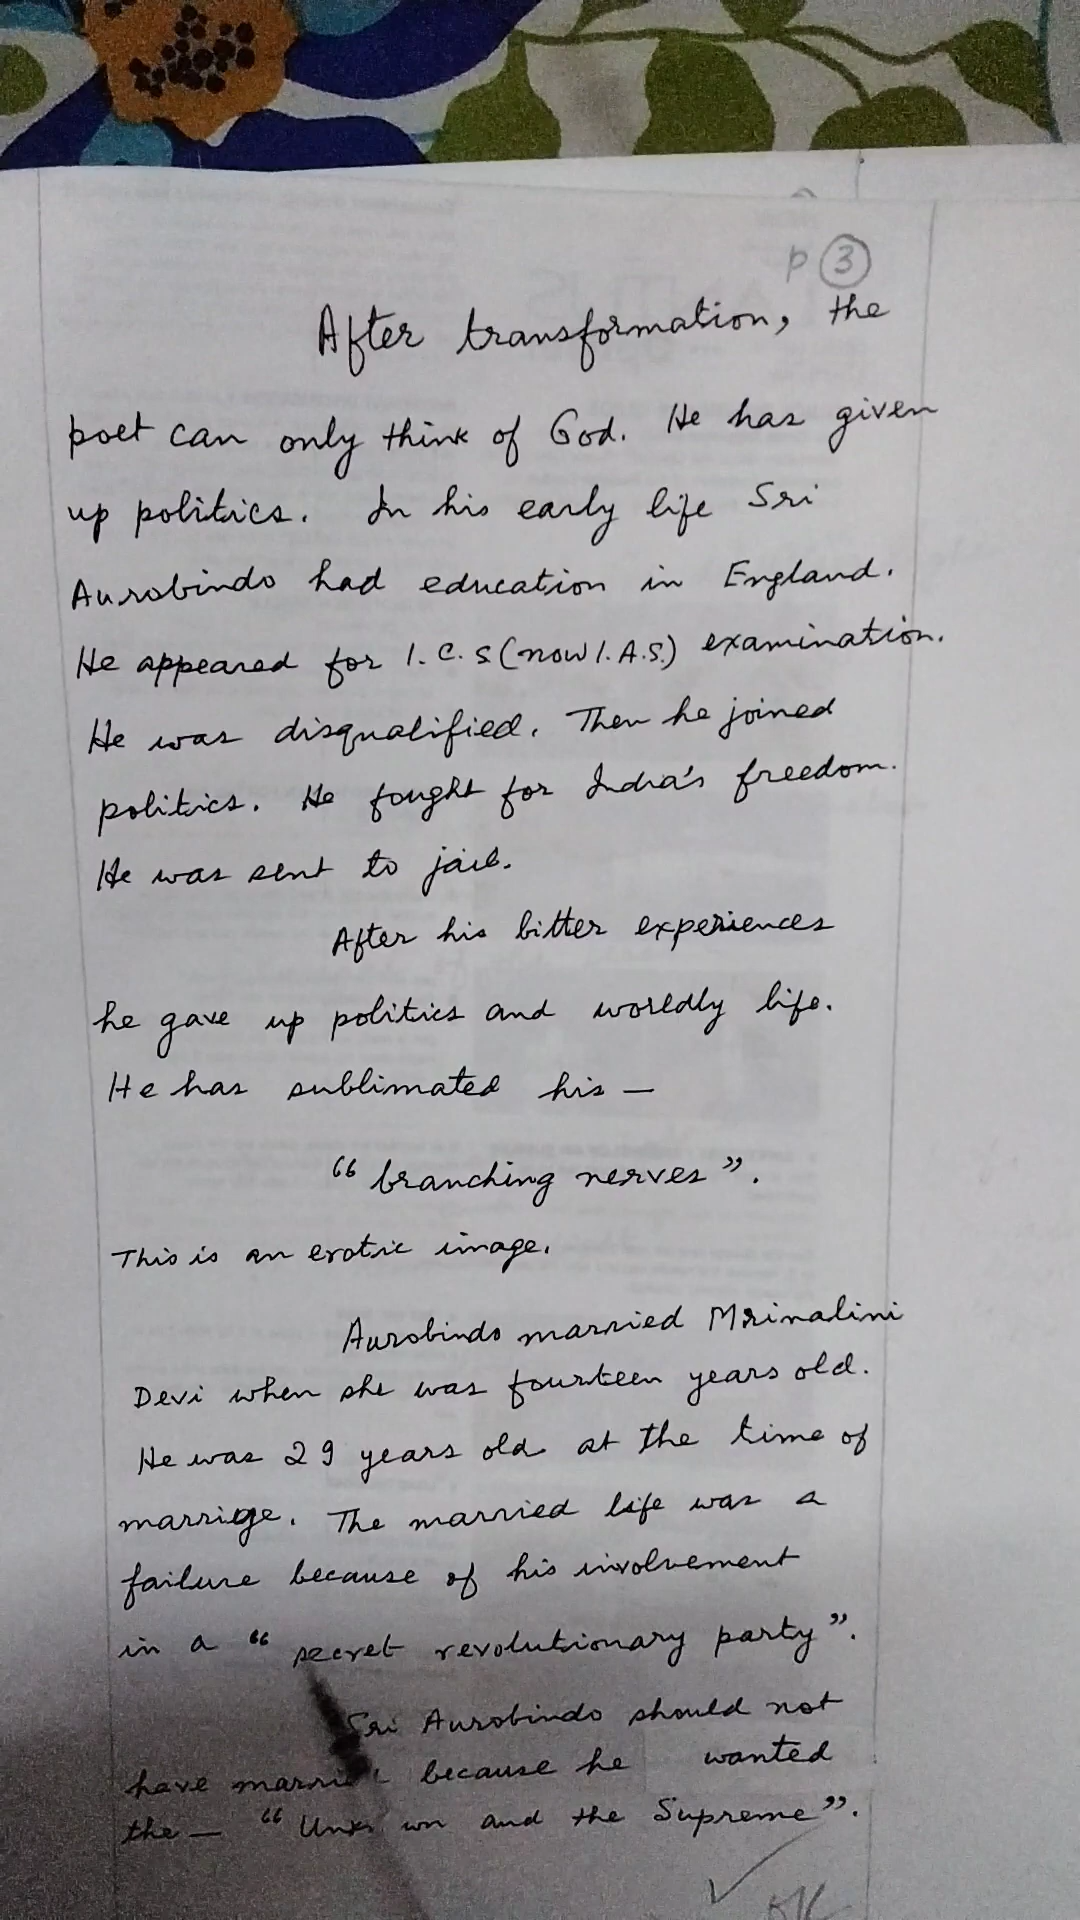 P 3
After transformation, the
poet can only think of God. He has given
up politics. In his early life Sri
Aurobindo had education in England.
He appeared for I.C.S (now I.A.S.) examination.
He was disqualified. Then he joined
politics. He fought for India's freedom.
He was sent to jail.
After his bitter experiences
he gave up politics and worldly life.
He has sublimated his —
"branching nerves".
This is an erotic image.
Aurobindo married Mrinalini
Devi when she was fourteen years old.
He was 29 years old at the time of
marrige. The married life was a
failure because of his involvement
in a "secret revolutionary party".
Sri Aurobindo should not
have because he wanted
the — " and the Supreme".